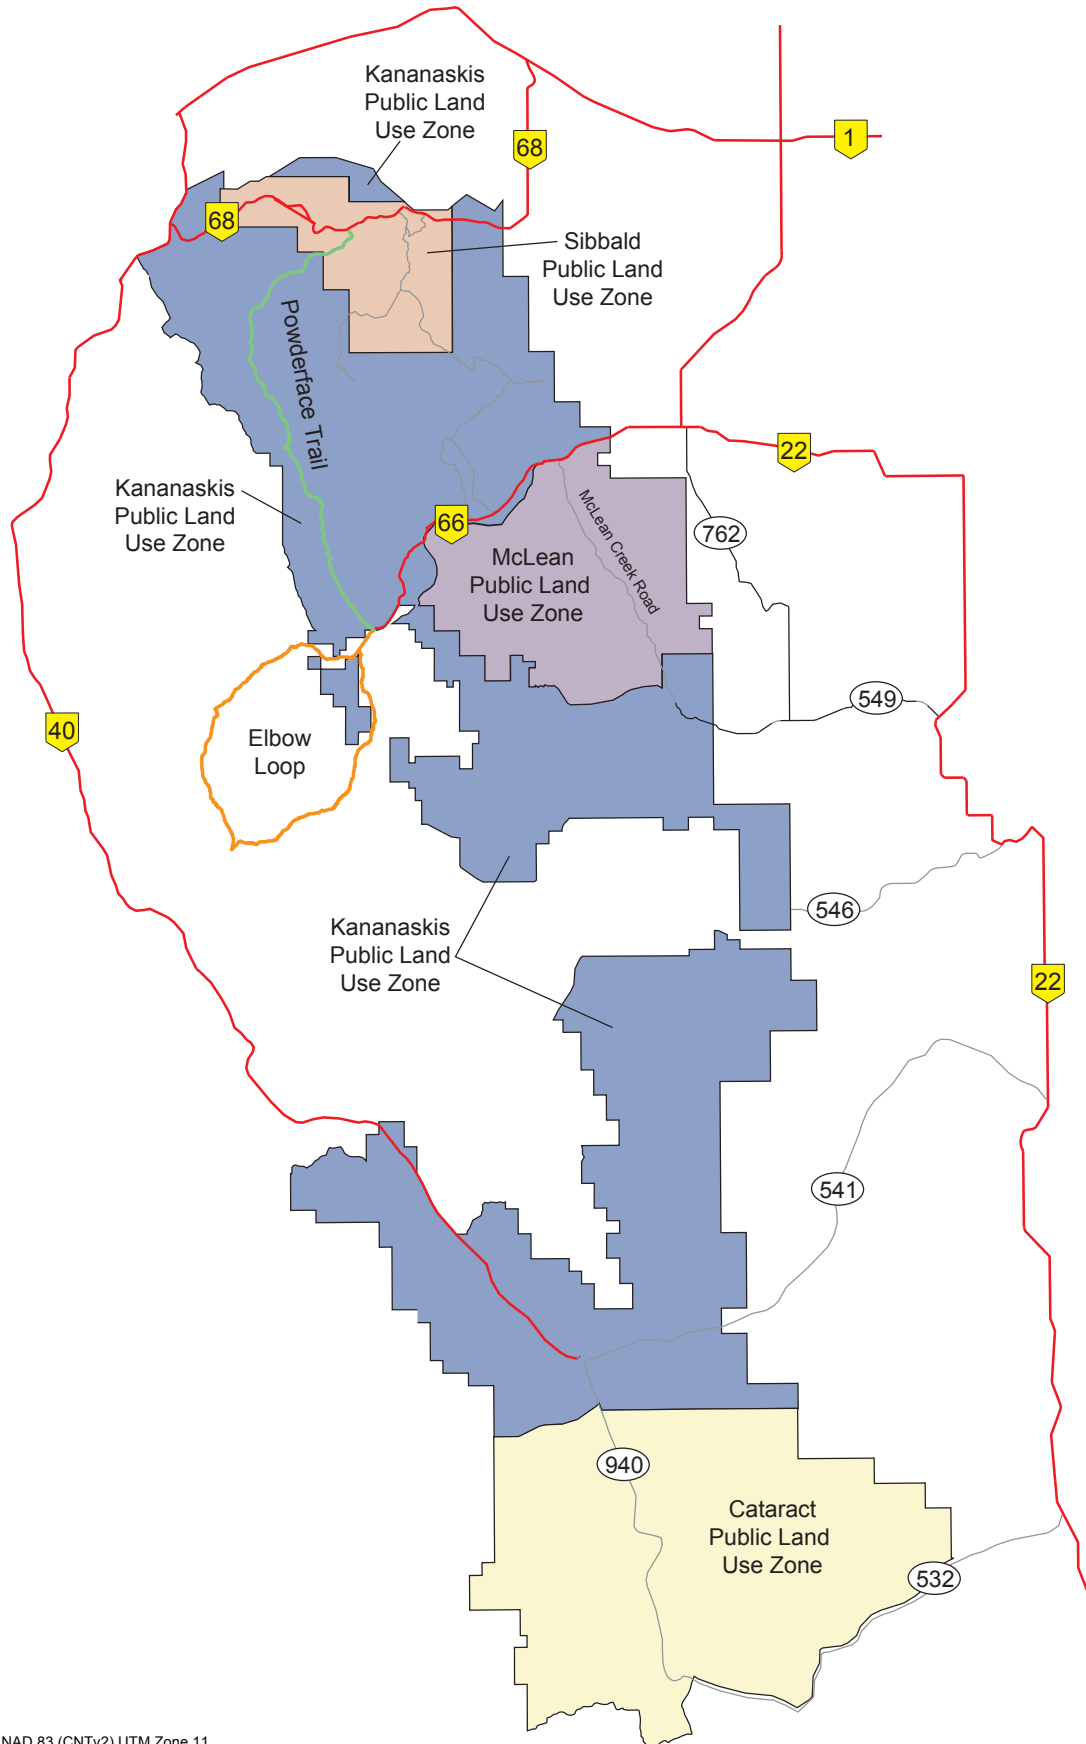 Kananaskis
Public Land
Use Zone
1
68
68
Sibbald
Public Land
Use Zone
Powderface Trail
22
Kananaskis
Public Land
Use Zone
66
762
McLean
Public Land
Use Zone
McLean Creek Road
549
40
Elbow
Loop
546
Kananaskis
Public Land
Use Zone
22
541
940
Cataract
Public Land
Use Zone
532
NAD 83 (CNTv2) UTM Zone 11